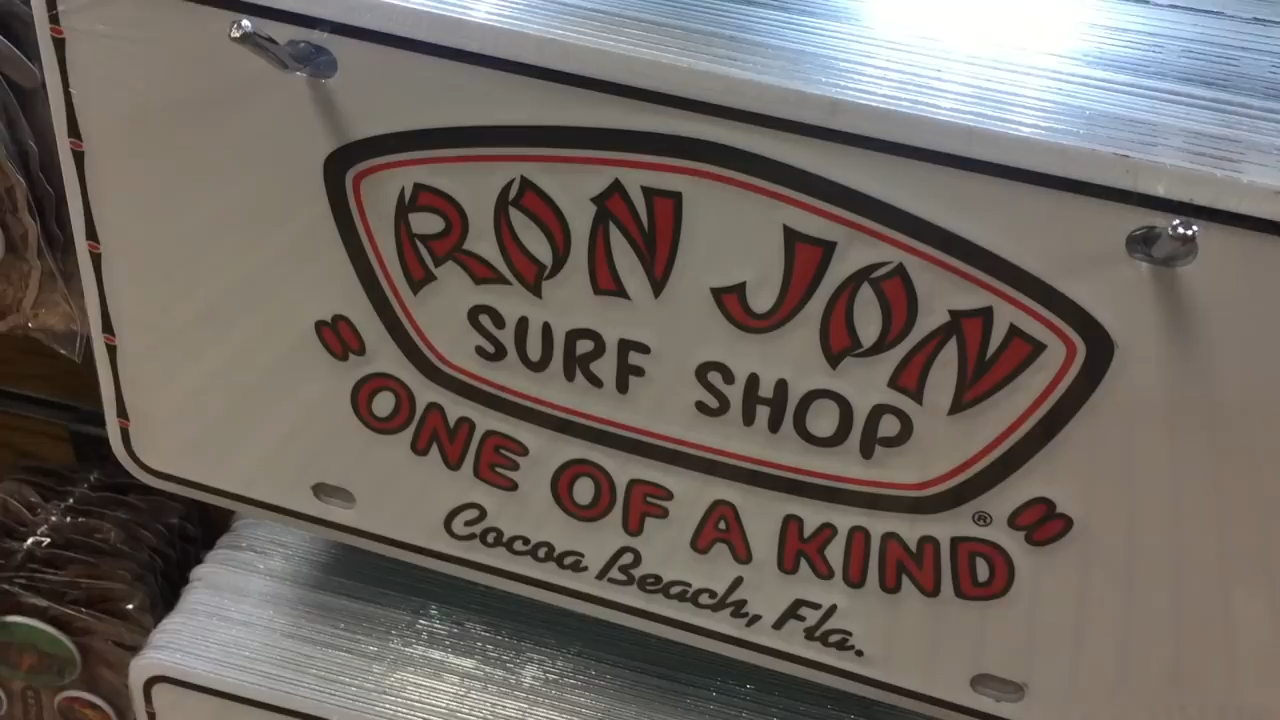 RON JON
SURF SHOP
"ONE OF A KIND"
®
Cocoa Beach, Fla.